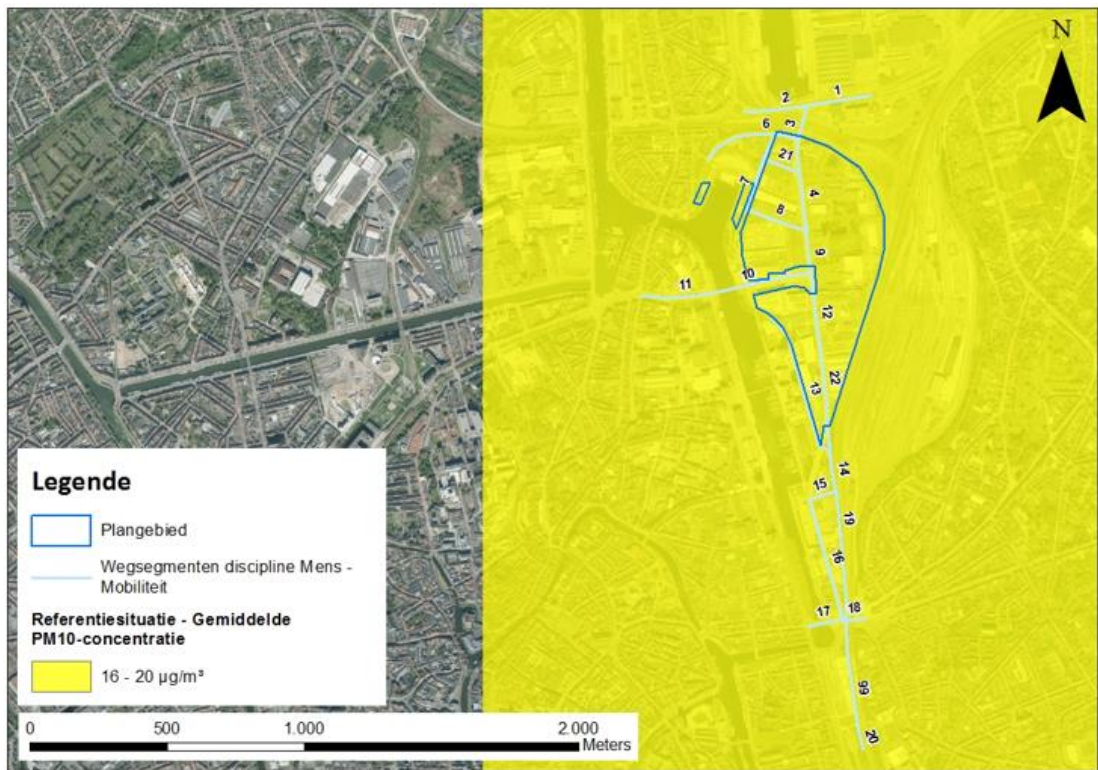 N
1
2
3
6
21
7
4
8
9
10
11
12
22
13
14
15
19
16
17
18
99
20
Legende
Plangebied
Wegsegmenten discipline Mens -
Mobiliteit
Referentiesituatie - Gemiddelde
PM10-concentratie
16 - 20 µg/m³
0 500 1.000 2.000
Meters